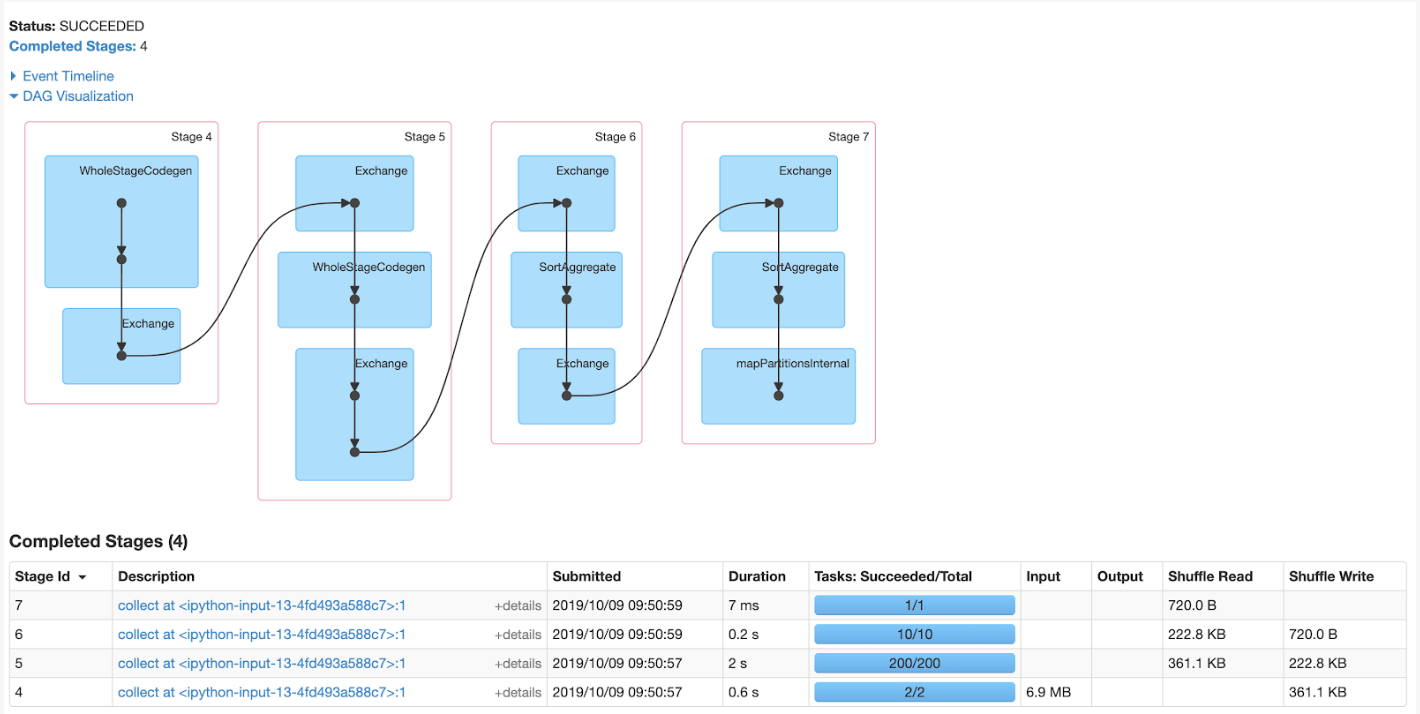 Status: SUCCEEDED
Completed Stages: 4
Event Timeline
DAG Visualization
Stage 4
WholeStageCodegen
Exchange
Stage 5
Exchange
WholeStageCodegen
Exchange
Stage 6
Exchange
SortAggregate
Exchange
Stage 7
Exchange
SortAggregate
mapPartitionsInternal
Completed Stages (4)
Stage Id Description Submitted Duration Tasks: Succeeded/Total Input Output Shuffle Read Shuffle Write
7 collect at <ipython-input-13-4fd493a588c7>:1 +details 2019/10/09 09:50:59 7 ms 1/1 720.0 B
6 collect at <ipython-input-13-4fd493a588c7>:1 +details 2019/10/09 09:50:59 0.2 s 10/10 222.8 KB 720.0 B
5 collect at <ipython-input-13-4fd493a588c7>:1 +details 2019/10/09 09:50:57 2 s 200/200 361.1 KB 222.8 KB
4 collect at <ipython-input-13-4fd493a588c7>:1 +details 2019/10/09 09:50:57 0.6 s 2/2 6.9 MB 361.1 KB